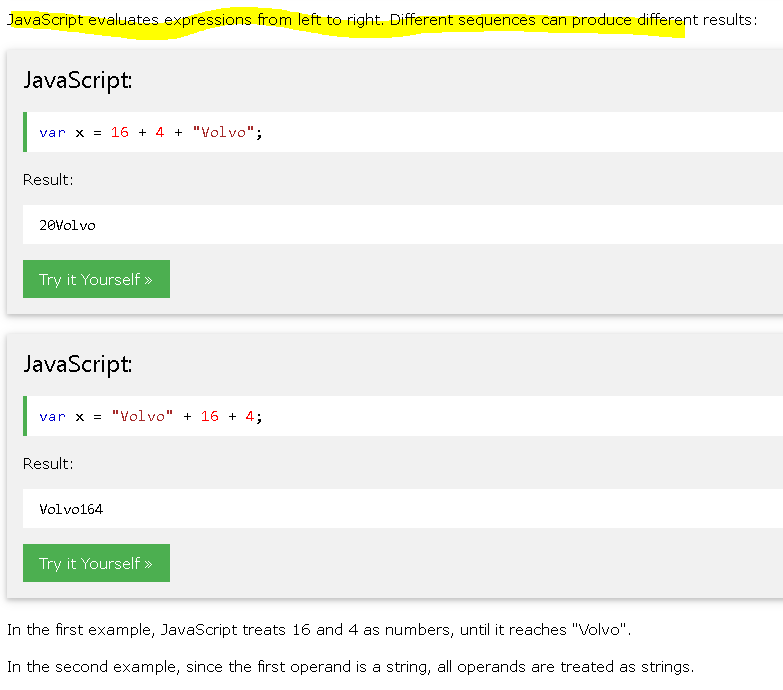 JavaScript evaluates expressions from left to right. Different sequences can produce different results:
JavaScript:
var x = 16 + 4 + "Volvo";
Result:
20Volvo
Try it Yourself »
JavaScript:
var x = "Volvo" + 16 + 4;
Result:
Volvo164
Try it Yourself »
In the first example, JavaScript treats 16 and 4 as numbers, until it reaches "Volvo".
In the second example, since the first operand is a string, all operands are treated as strings.